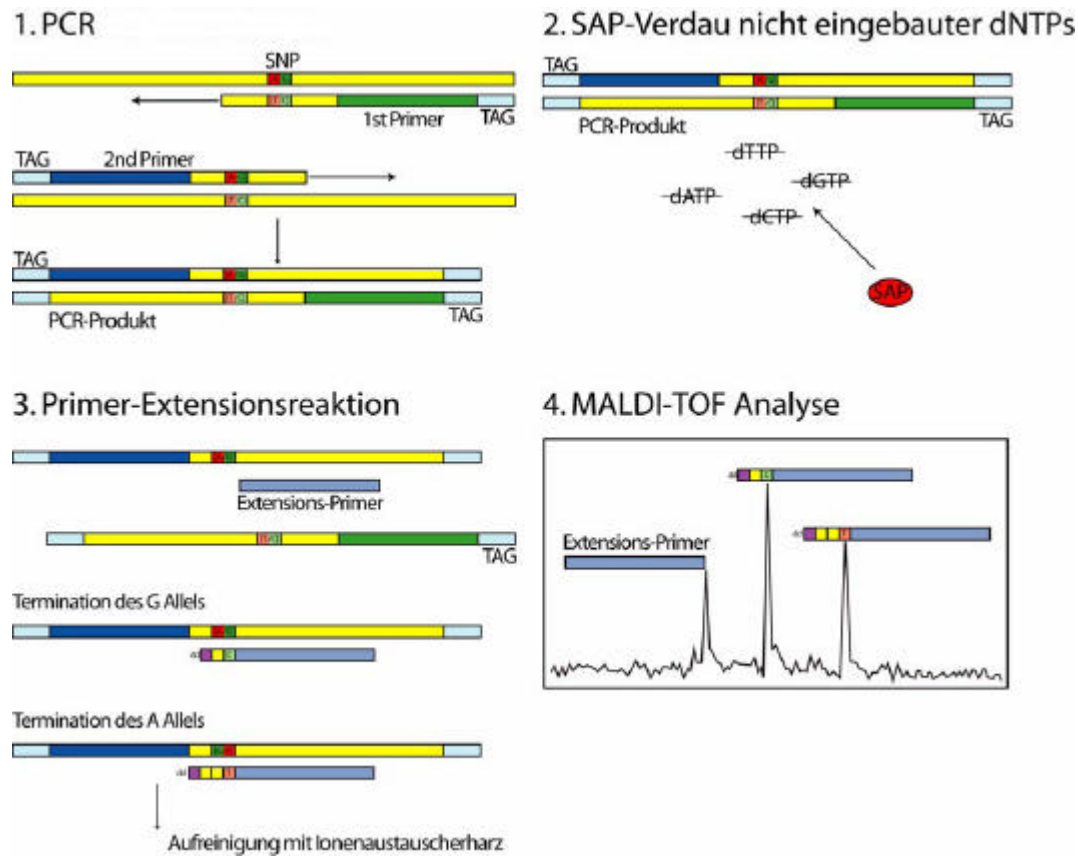 1. PCR
SNP
1st Primer
TAG
TAG
2nd Primer
TAG
PCR-Produkt
TAG
2. SAP-Verdau nicht eingebauter dNTPs
TAG
PCR-Produkt
TAG
dTTP
dATP
dGTP
dCTP
SAP
3. Primer-Extensionsreaktion
Extensions-Primer
TAG
Termination des G Allels
Termination des A Allels
Aufreinigung mit Ionenaustauscherharz
4. MALDI-TOF Analyse
Extensions-Primer